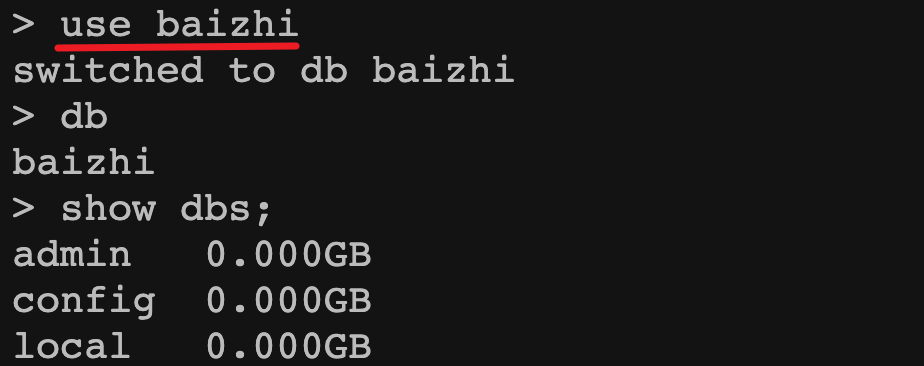 > use baizhi
switched to db baizhi
> db
baizhi
> show dbs;
admin   0.000GB
config  0.000GB
local   0.000GB